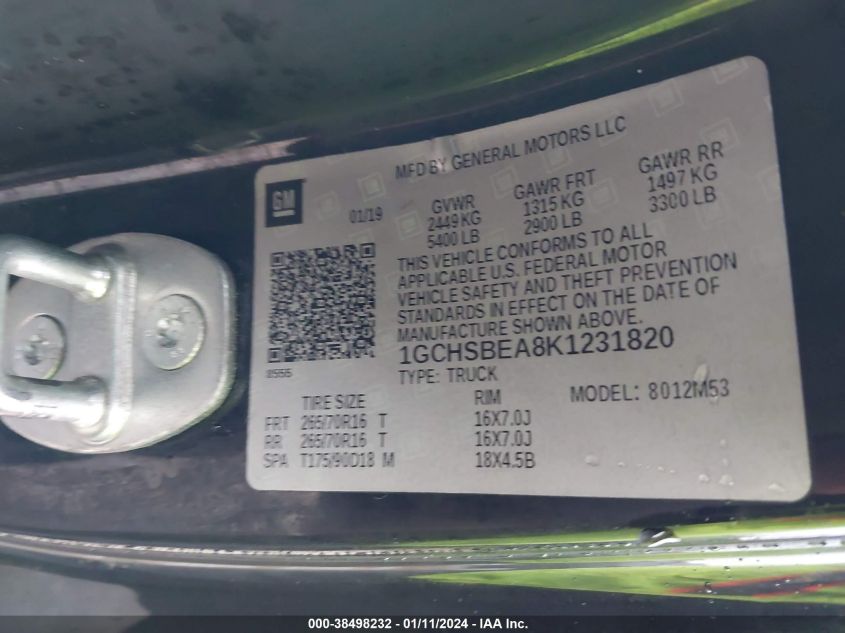 MFD BY GENERAL MOTORS LLC
GM
01/19
GVWR GAWR FRT GAWR RR
2449 KG 1315 KG 1497 KG
5400 LB 2900 LB 3300 LB
THIS VEHICLE CONFORMS TO ALL
APPLICABLE U.S. FEDERAL MOTOR
VEHICLE SAFETY AND THEFT PREVENTION
STANDARDS IN EFFECT ON THE DATE OF
MANUFACTURE SHOWN ABOVE.
1GCHSBEA8K1231820
TYPE: TRUCK
MODEL: 8012M53
TIRE SIZE RIM
FRT 265/70R16 T 16X7.0J
RR 265/70R16 T 16X7.0J
SPA T175/90D18 M 18X4.5B
000-38498232 - 01/11/2024 - IAA Inc.